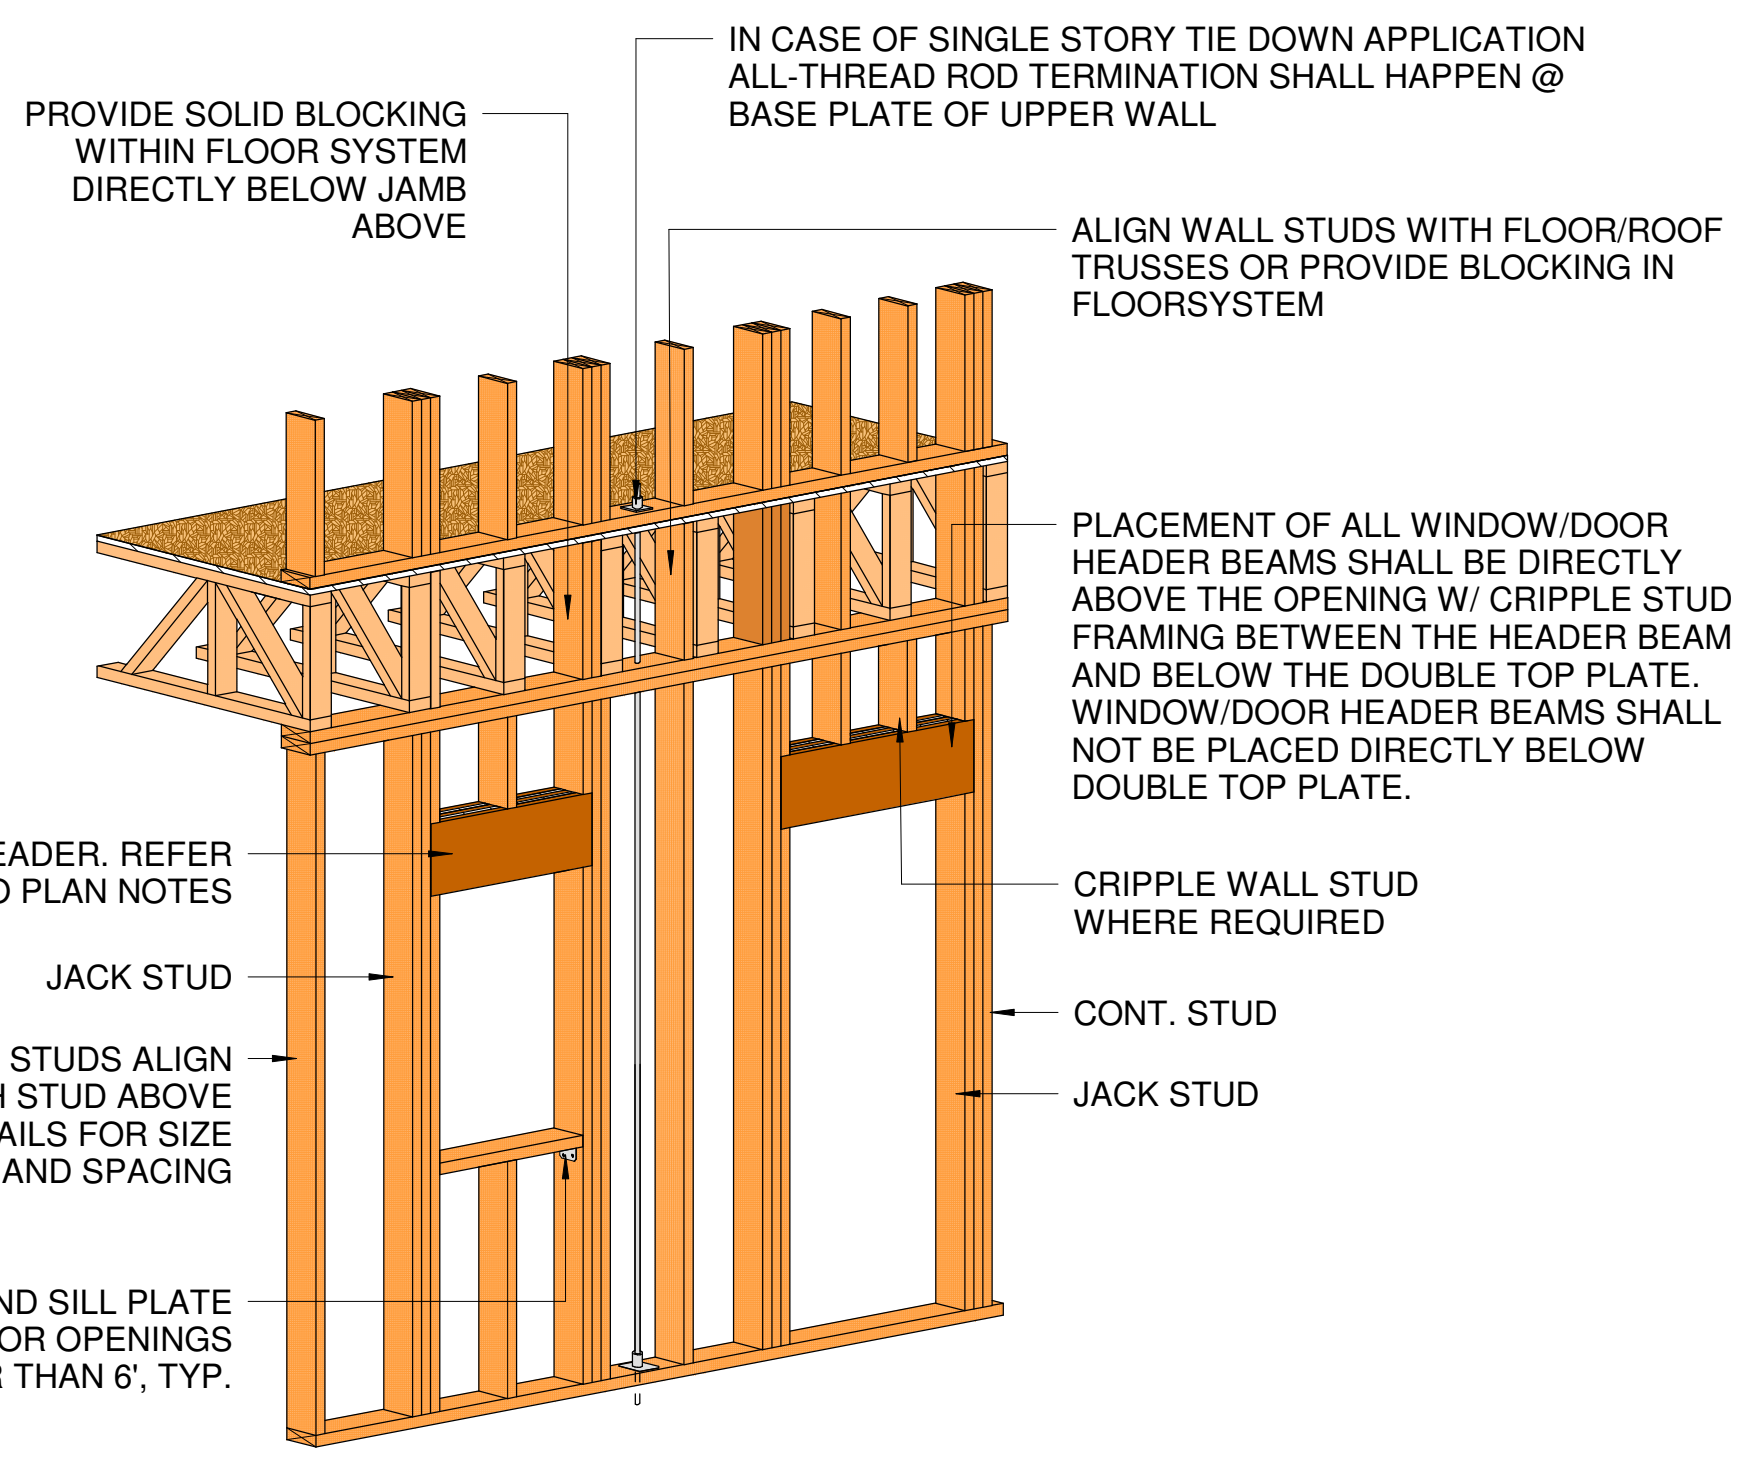 IN CASE OF SINGLE STORY TIE DOWN APPLICATION
ALL-THREAD ROD TERMINATION SHALL HAPPEN @
BASE PLATE OF UPPER WALL
PROVIDE SOLID BLOCKING
WITHIN FLOOR SYSTEM
DIRECTLY BELOW JAMB
ABOVE
ALIGN WALL STUDS WITH FLOOR/ROOF
TRUSSES OR PROVIDE BLOCKING IN
FLOORSYSTEM
PLACEMENT OF ALL WINDOW/DOOR
HEADER BEAMS SHALL BE DIRECTLY
ABOVE THE OPENING W/ CRIPPLE STUD
FRAMING BETWEEN THE HEADER BEAM
AND BELOW THE DOUBLE TOP PLATE.
WINDOW/DOOR HEADER BEAMS SHALL
NOT BE PLACED DIRECTLY BELOW
DOUBLE TOP PLATE.
REFER
PLAN NOTES
CRIPPLE WALL STUD
WHERE REQUIRED
JACK STUD
CONT. STUD
STUDS ALIGN
STUD ABOVE
FOR SIZE
AND SPACING
JACK STUD
SILL PLATE
OPENINGS
THAN 6', TYP.